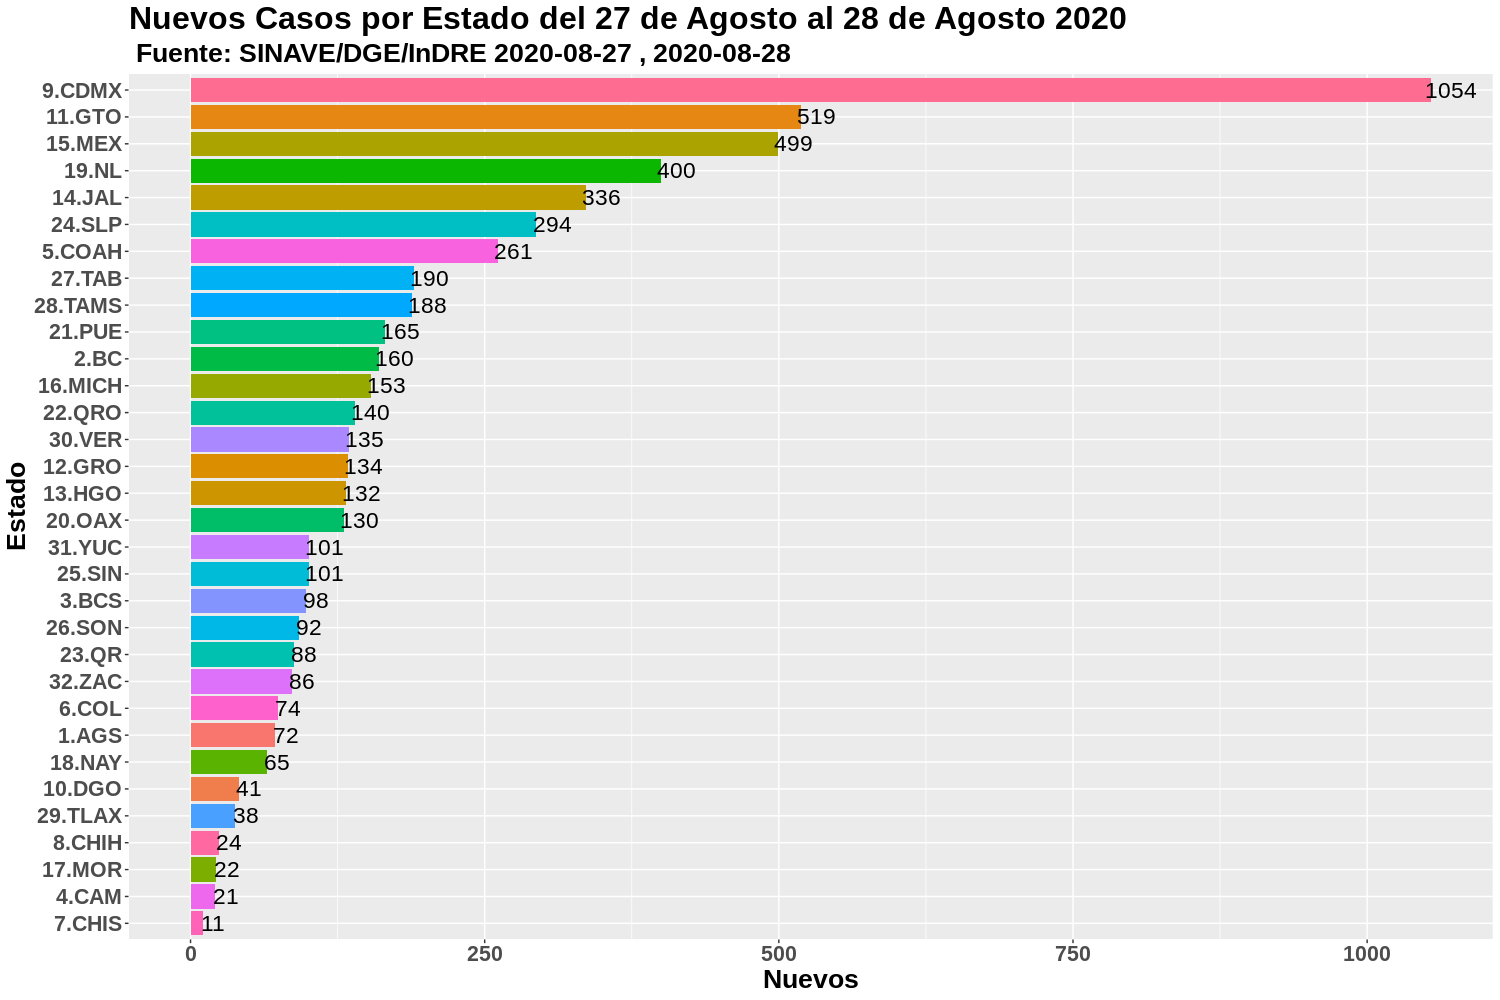 Nuevos Casos por Estado del 27 de Agosto al 28 de Agosto 2020
Fuente: SINAVE/DGE/InDRE 2020-08-27 , 2020-08-28
Estado
9.CDMX 1054
11.GTO 519
15.MEX 499
19.NL 400
14.JAL 336
24.SLP 294
5.COAH 261
27.TAB 190
28.TAMS 188
21.PUE 165
2.BC 160
16.MICH 153
22.QRO 140
30.VER 135
12.GRO 134
13.HGO 132
20.OAX 130
31.YUC 101
25.SIN 101
3.BCS 98
26.SON 92
23.QR 88
32.ZAC 86
6.COL 74
1.AGS 72
18.NAY 65
10.DGO 41
29.TLAX 38
8.CHIH 24
17.MOR 22
4.CAM 21
7.CHIS 11
0 250 500 750 1000
Nuevos